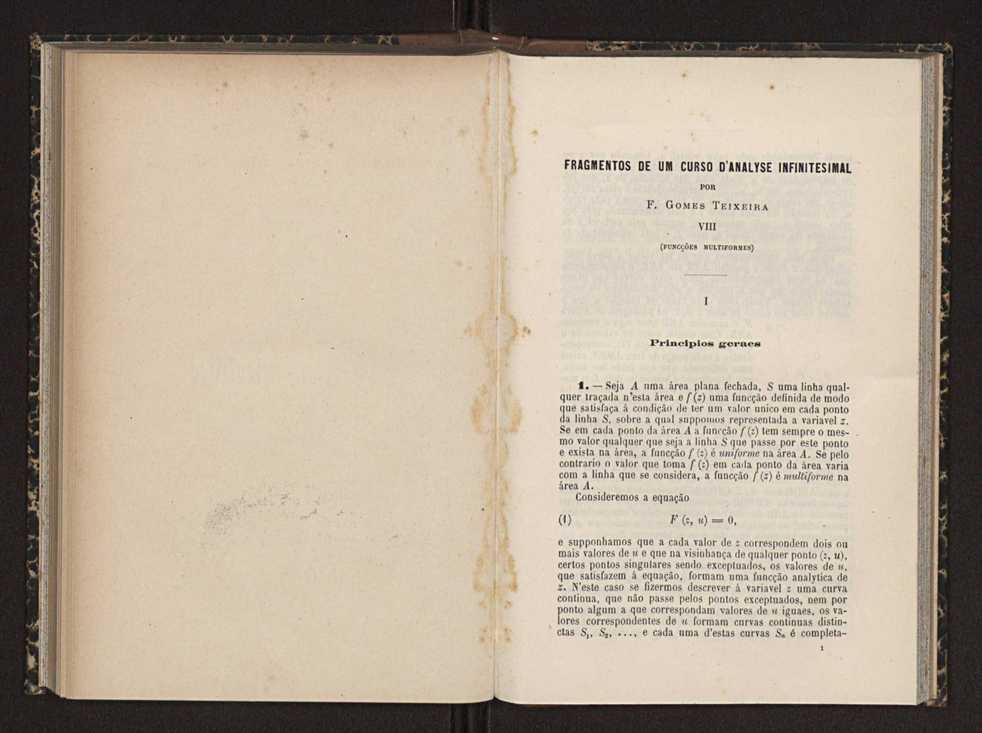 FRAGMENTOS DE UM CURSO D'ANALYSE INFINITESIMAL
POR
F. GOMES TEIXEIRA
VIII
(FUNCÇÕES MULTIFORMES)
I
Principios geraes
1. — Seja A uma área plana fechada, S uma linha qual-
quer traçada n'esta área e f (z) uma funcção definida de modo
que satisfaça á condição de ter um valor unico em cada ponto
da linha S, sobre a qual suppomos representada a variavel z.
Se em cada ponto da área A a funcção f (z) tem sempre o mes-
mo valor qualquer que seja a linha S que passe por este ponto
e exista na área, a funcção f (z) é uniforme na área A. Se pelo
contrario o valor que toma f (z) em cada ponto da área varia
com a linha que se considera, a funcção f (z) é multiforme na
área A.
Consideremos a equação
(1) F (z, u) = 0,
e supponhamos que a cada valor de z correspondem dois ou
mais valores de u e que na visinhança de qualquer ponto (z, u),
certos pontos singulares sendo exceptuados, os valores de u,
que satisfazem á equação, formam uma funcção analytica de
z. N'este caso se fizermos descrever á variavel z uma curva
continua, que não passe pelos pontos exceptuados, nem por
ponto algum a que correspondam valores de u iguaes, os va-
lores correspondentes de u formam curvas continuas distin-
ctas S₁, S₂, ..., e cada uma d'estas curvas Sₙ é completa-
1